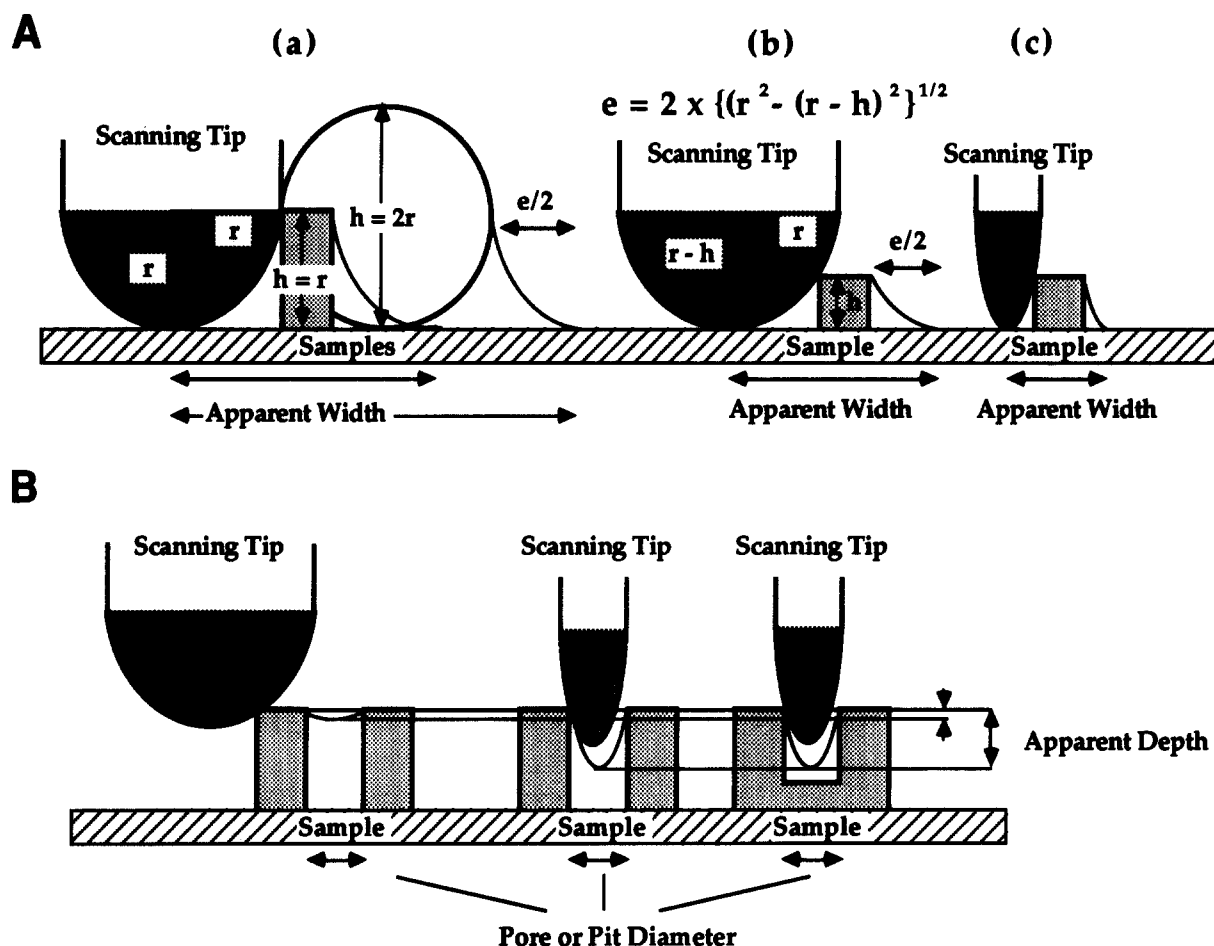 A
(a)
(b)
(c)
e = 2 x {(r 2 - (r - h) 2 }1/2
Scanning Tip
Scanning Tip
Scanning Tip
r
r
h = r
h = 2r
e/2
r
r - h
h
e/2
Samples
Sample
Sample
Apparent Width
Apparent Width
Apparent Width
B
Scanning Tip
Scanning Tip
Scanning Tip
Apparent Depth
Sample
Sample
Sample
Pore or Pit Diameter